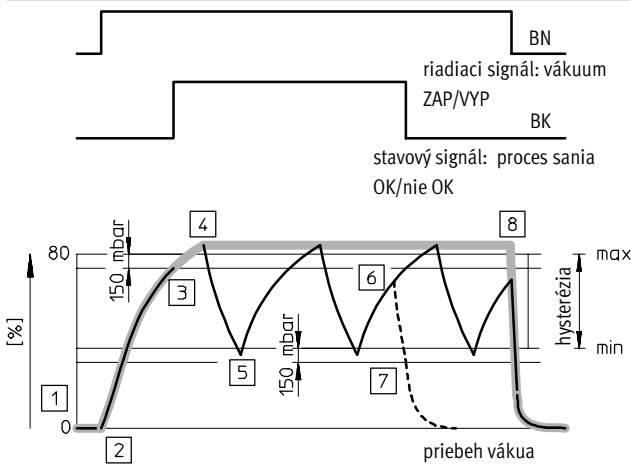 BN
riadiaci signál: vákuum
ZAP/VYP
BK
stavový signál: proces sania
OK/nie OK
4
8
80
150 mbar
max
3
6
[%]
hysterézia
150 mbar
min
5
7
1
0
2
priebeh vákua